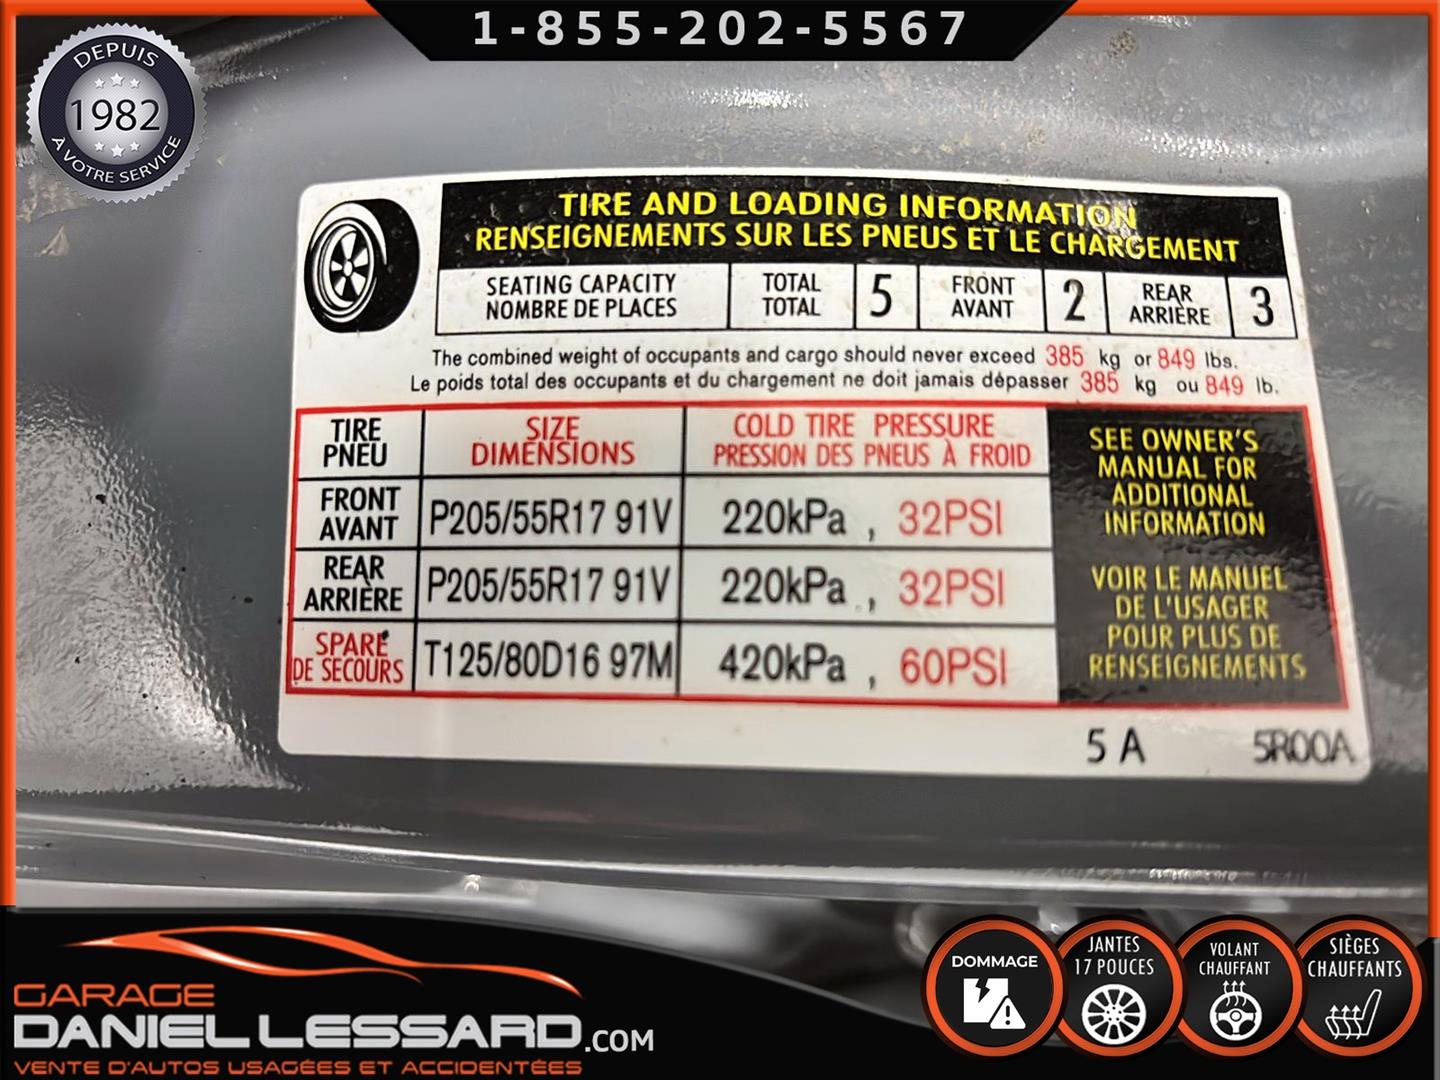 1-855-202-5567
DEPUIS
1982
À VOTRE SERVICE
TIRE AND LOADING INFORMATION
RENSEIGNEMENTS SUR LES PNEUS ET LE CHARGEMENT
SEATING CAPACITY
NOMBRE DE PLACES
TOTAL
TOTAL
5
FRONT
AVANT
2
REAR
ARRIÈRE
3
The combined weight of occupants and cargo should never exceed 385 kg or 849 lbs.
Le poids total des occupants et du chargement ne doit jamais dépasser 385 kg ou 849 lb.
TIRE
PNEU
SIZE
DIMENSIONS
COLD TIRE PRESSURE
PRESSION DES PNEUS À FROID
FRONT
AVANT
P205/55R17 91V
220kPa , 32PSI
REAR
ARRIÈRE
P205/55R17 91V
220kPa , 32PSI
SPARE
DE SECOURS
T125/80D16 97M
420kPa , 60PSI
SEE OWNER'S
MANUAL FOR
ADDITIONAL
INFORMATION
VOIR LE MANUEL
DE L'USAGER
POUR PLUS DE
RENSEIGNEMENTS
5 A
5R00A
GARAGE
DANIEL LESSARD.COM
VENTE D'AUTOS USAGÉES ET ACCIDENTÉES
DOMMAGE
JANTES
17 POUCES
VOLANT
CHAUFFANT
SIÈGES
CHAUFFANTS